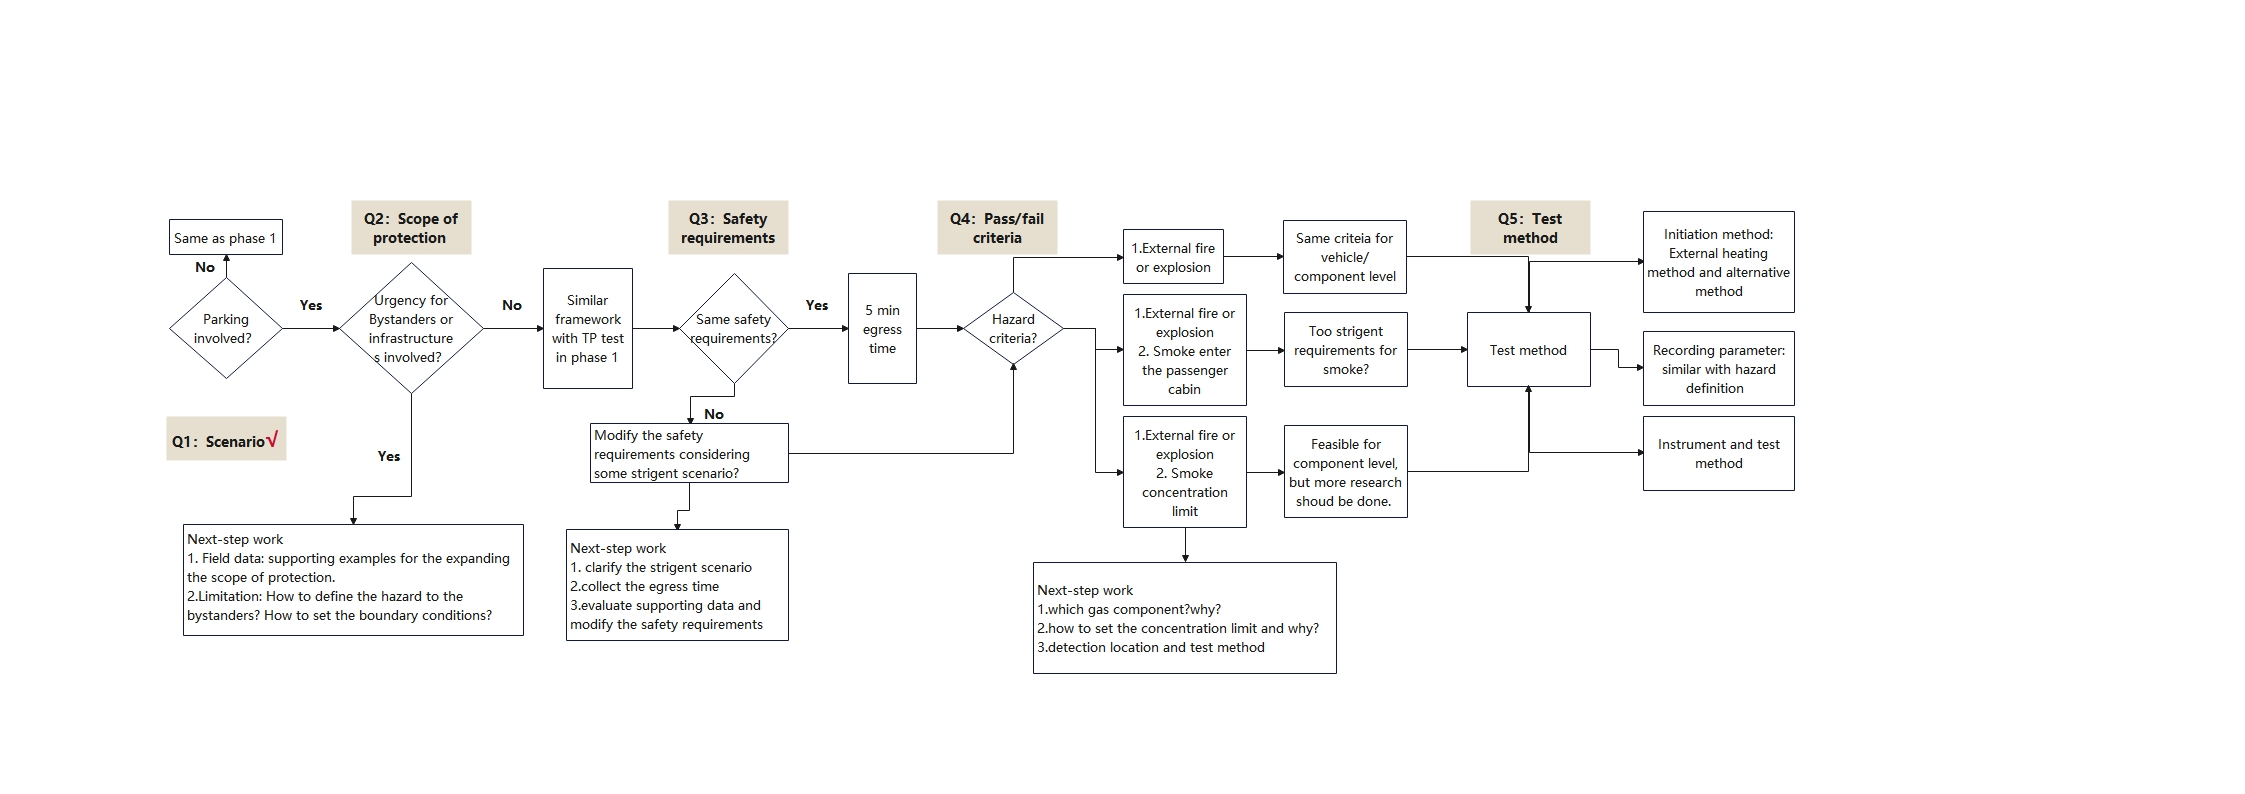 Same as phase 1
No
Parking
involved?
Yes
Q1: Scenario√
Q2: Scope of
protection
Urgency for
Bystanders or
infrastructure
s involved?
No
Yes
Next-step work
1. Field data: supporting examples for the expanding
the scope of protection.
2.Limitation: How to define the hazard to the
bystanders? How to set the boundary conditions?
Similar
framework
with TP test
in phase 1
Q3: Safety
requirements
Same safety
requirements?
Yes
No
Modify the safety
requirements considering
some strigent scenario?
Next-step work
1. clarify the strigent scenario
2.collect the egress time
3.evaluate supporting data and
modify the safety requirements
5 min
egress
time
Q4: Pass/fail
criteria
Hazard
criteria?
1.External fire
or explosion
1.External fire or
explosion
2. Smoke enter
the passenger
cabin
1.External fire or
explosion
2. Smoke
concentration
limit
Next-step work
1.which gas component?why?
2.how to set the concentration limit and why?
3.detection location and test method
Same criteia for
vehicle/
component level
Too strigent
requirements for
smoke?
Feasible for
component level,
but more research
shoud be done.
Q5: Test
method
Test method
Initiation method:
External heating
method and alternative
method
Recording parameter:
similar with hazard
definition
Instrument and test
method